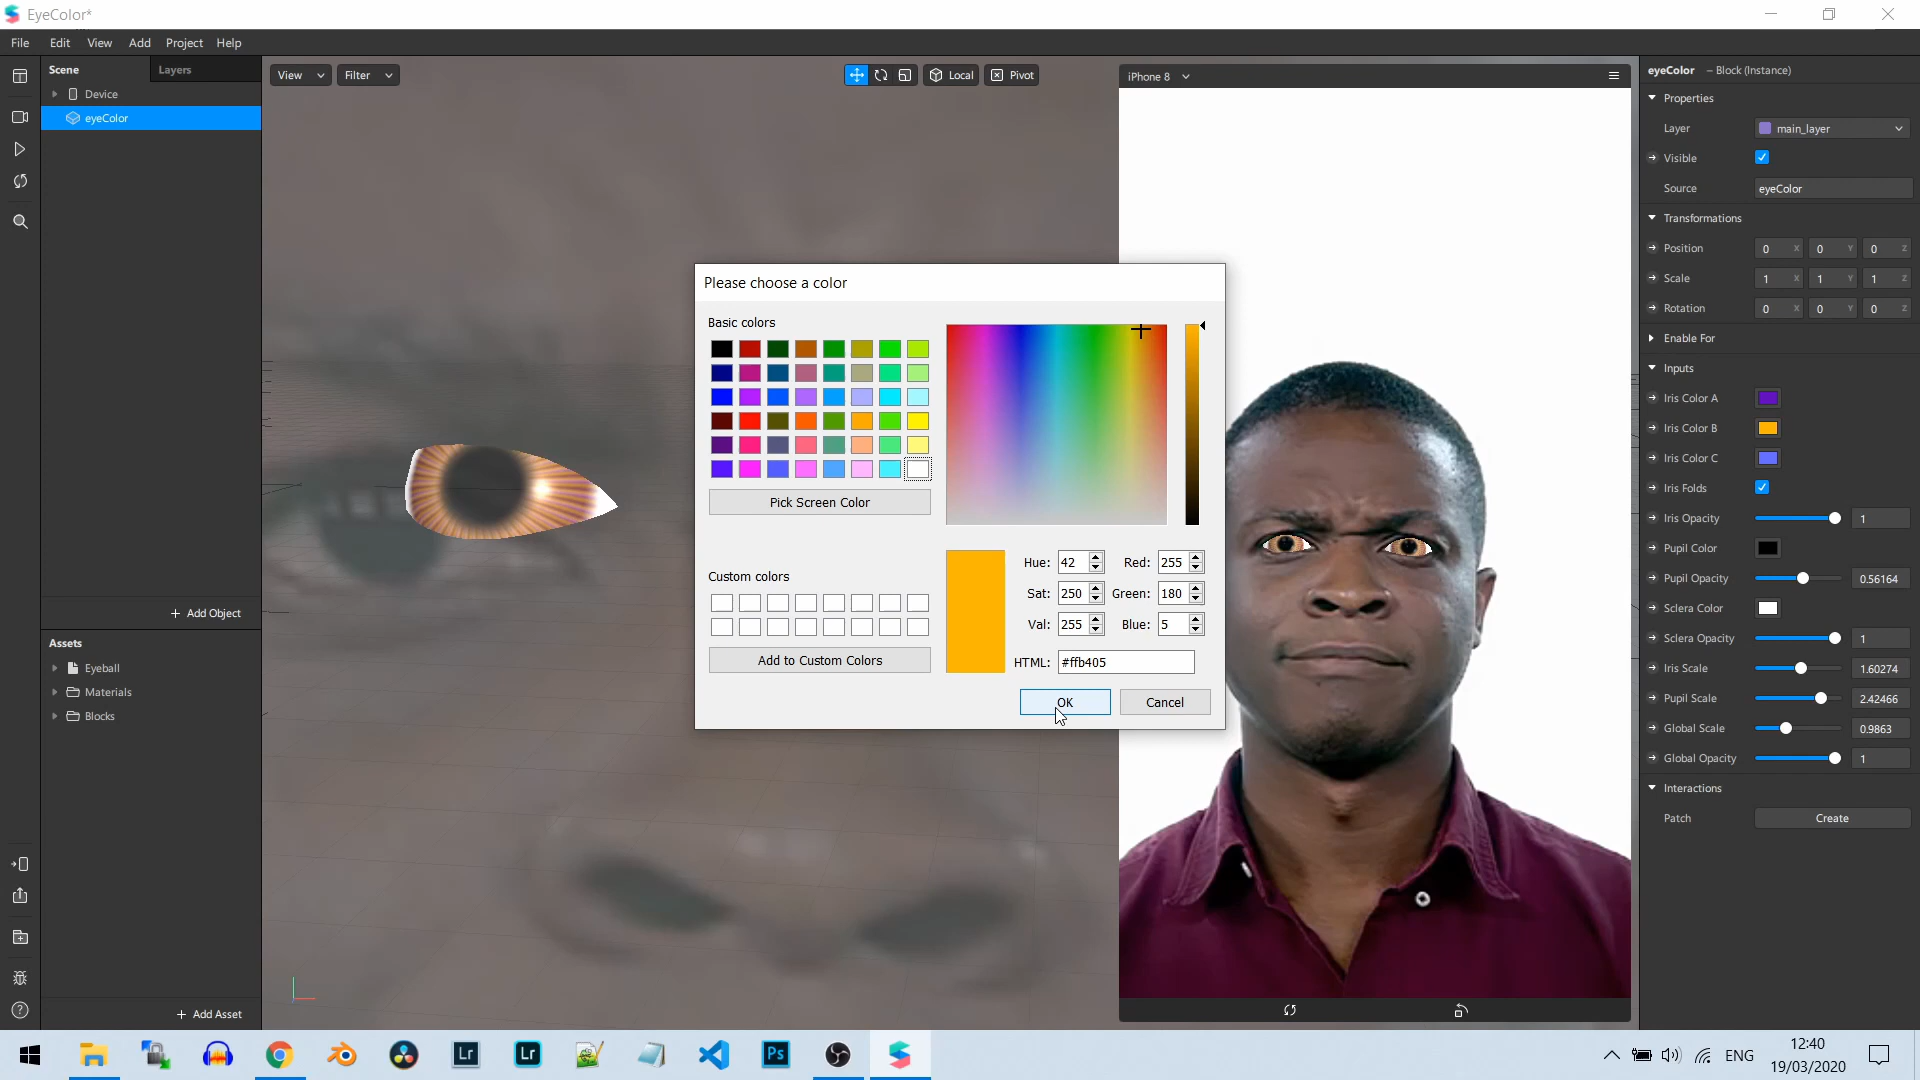 EyeColor*
File Edit View Add Project Help
Scene Layers
Device
eyeColor
+ Add Object
Assets
Eyeball
Materials
Blocks
+ Add Asset
View Filter Local Pivot
iPhone 8
Please choose a color
Basic colors
Pick Screen Color
Custom colors
Add to Custom Colors
Hue: 42 Red: 255
Sat: 250 Green: 180
Val: 255 Blue: 5
HTML: #ffb405
OK Cancel
eyeColor – Block (Instance)
Properties
Layer main_layer
Visible
Source eyeColor
Transformations
Position 0 X 0 Y 0 Z
Scale 1 X 1 Y 1 Z
Rotation 0 X 0 Y 0 Z
Enable For
Inputs
Iris Color A
Iris Color B
Iris Color C
Iris Folds
Iris Opacity 1
Pupil Color
Pupil Opacity 0.56164
Sclera Color
Sclera Opacity 1
Iris Scale 1.60274
Pupil Scale 2.42466
Global Scale 0.9863
Global Opacity 1
Interactions
Patch Create
Lr Lr Ps
ENG
12:40
19/03/2020